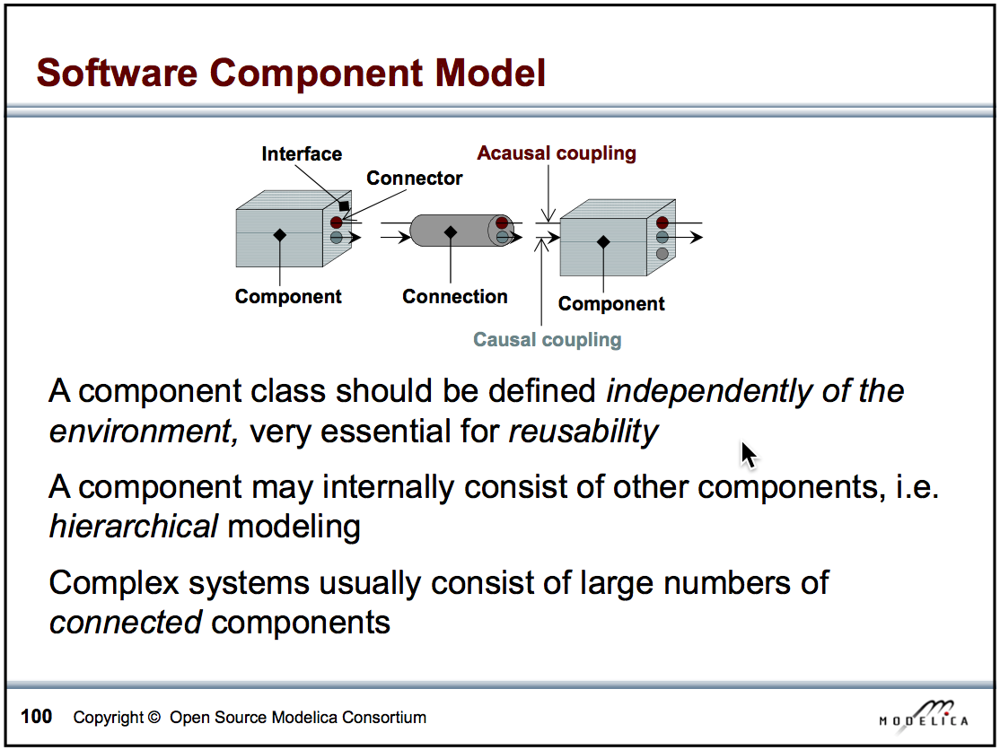 Software Component Model
Interface
Acausal coupling
Connector
Component
Connection
Component
Causal coupling
A component class should be defined independently of the
environment, very essential for reusability
A component may internally consist of other components, i.e.
hierarchical modeling
Complex systems usually consist of large numbers of
connected components
100 Copyright © Open Source Modelica Consortium
MODELICA